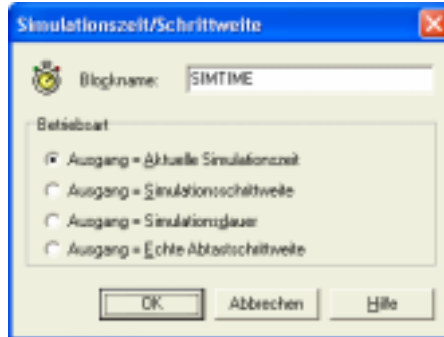 Simulationszeit/Schrittweite
Blockname: SIMTIME
Betriebsart
Ausgang = Aktuelle Simulationszeit
Ausgang = Simulationsschrittweite
Ausgang = Simulationsdauer
Ausgang = Echte Abtastschrittweite
OK Abbrechen Hilfe